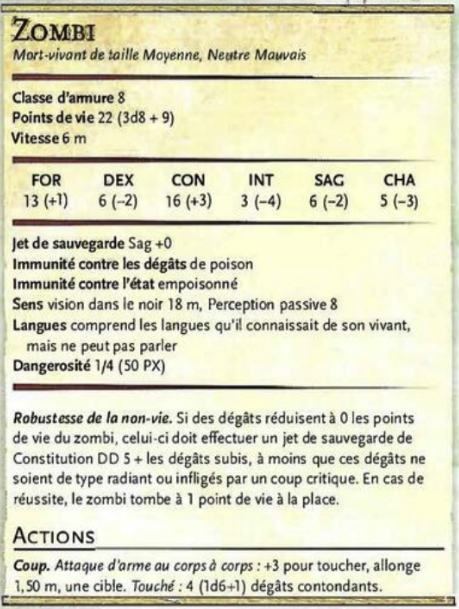 ZOMBI
Mort-vivant de taille Moyenne, Neutre Mauvais
Classe d'armure 8
Points de vie 22 (3d8 + 9)
Vitesse 6 m
FOR DEX CON INT SAG CHA
13 (+1) 6 (–2) 16 (+3) 3 (–4) 6 (–2) 5 (–3)
Jet de sauvegarde Sag +0
Immunité contre les dégâts de poison
Immunité contre l'état empoisonné
Sens vision dans le noir 18 m, Perception passive 8
Langues comprend les langues qu'il connaissait de son vivant,
mais ne peut pas parler
Dangerosité 1/4 (50 PX)
Robustesse de la non-vie. Si des dégâts réduisent à 0 les points
de vie du zombi, celui-ci doit effectuer un jet de sauvegarde de
Constitution DD 5 + les dégâts subis, à moins que ces dégâts ne
soient de type radiant ou infligés par un coup critique. En cas de
réussite, le zombi tombe à 1 point de vie à la place.
ACTIONS
Coup. Attaque d'arme au corps à corps : +3 pour toucher, allonge
1,50 m, une cible. Touché : 4 (1d6+1) dégâts contondants.